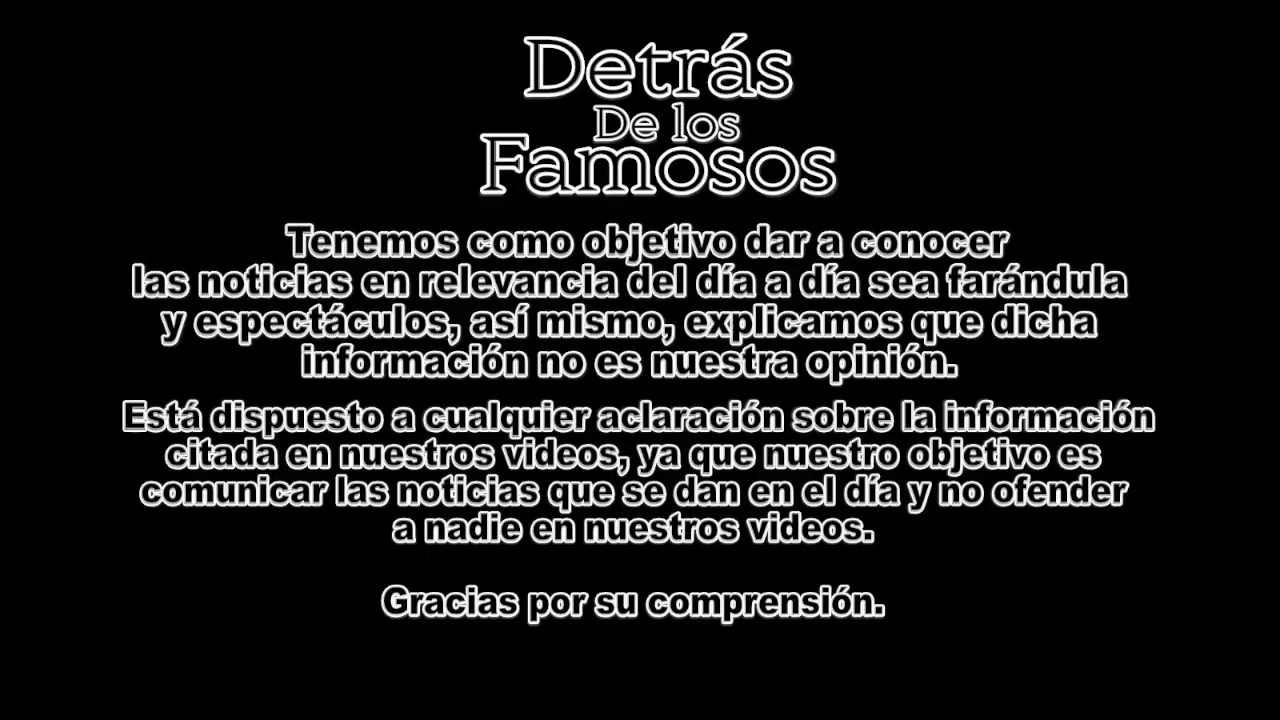 Detrás
De los
Famosos
Tenemos como objetivo dar a conocer
las noticias en relevancia del día a día sea farándula
y espectáculos, así mismo, explicamos que dicha
información no es nuestra opinión.
Está dispuesto a cualquier aclaración sobre la información
citada en nuestros videos, ya que nuestro objetivo es
comunicar las noticias que se dan en el día y no ofender
a nadie en nuestros videos.
Gracias por su comprensión.